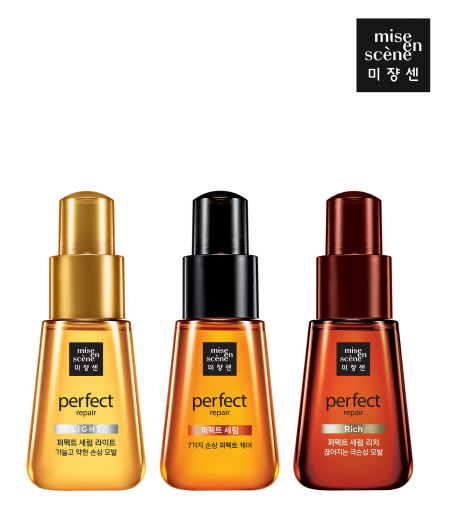 mise
en
scène
미쟝센
mise
en
scène
미쟝센
perfect
repair
LIGHT
퍼펙트 세럼 라이트
가늘고 약한 손상 모발
mise
en
scène
미쟝센
perfect
repair
퍼펙트 세럼
7가지 손상 퍼펙트 케어
mise
en
scène
미쟝센
perfect
repair
Rich
퍼펙트 세럼 리치
끊어지는 극손상 모발